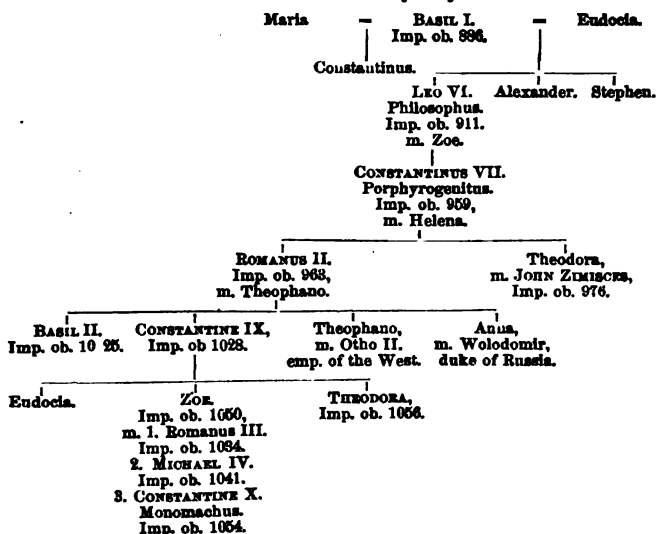 Maria — BASIL I. — Eudocia.
Imp. ob. 886.
Constantinus.
LEO VI. Alexander. Stephen.
Philosophus.
Imp. ob. 911.
m. Zoe.
CONSTANTINUS VII.
Porphyrogenitus.
Imp. ob. 959,
m. Helena.
ROMANUS II. Theodora,
Imp. ob. 963, m. JOHN ZIMISCES,
m. Theophano. Imp. ob. 976.
BASIL II. CONSTANTINE IX, Theophano, Anna,
Imp. ob. 10 25. Imp. ob 1028. m. Otho II. m. Wolodomir,
emp. of the West. duke of Russia.
Eudocia. ZOE. THEODORA,
Imp. ob. 1050, Imp. ob. 1056.
m. 1. Romanus III.
Imp. ob. 1034.
2. MICHAEL IV.
Imp. ob. 1041.
3. CONSTANTINE X.
Monomachus.
Imp. ob. 1054.